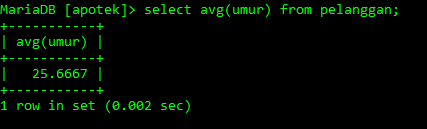 MariaDB [apotek]> select avg(umur) from pelanggan;
+-----------+
| avg(umur) |
+-----------+
|   25.6667 |
+-----------+
1 row in set (0.002 sec)